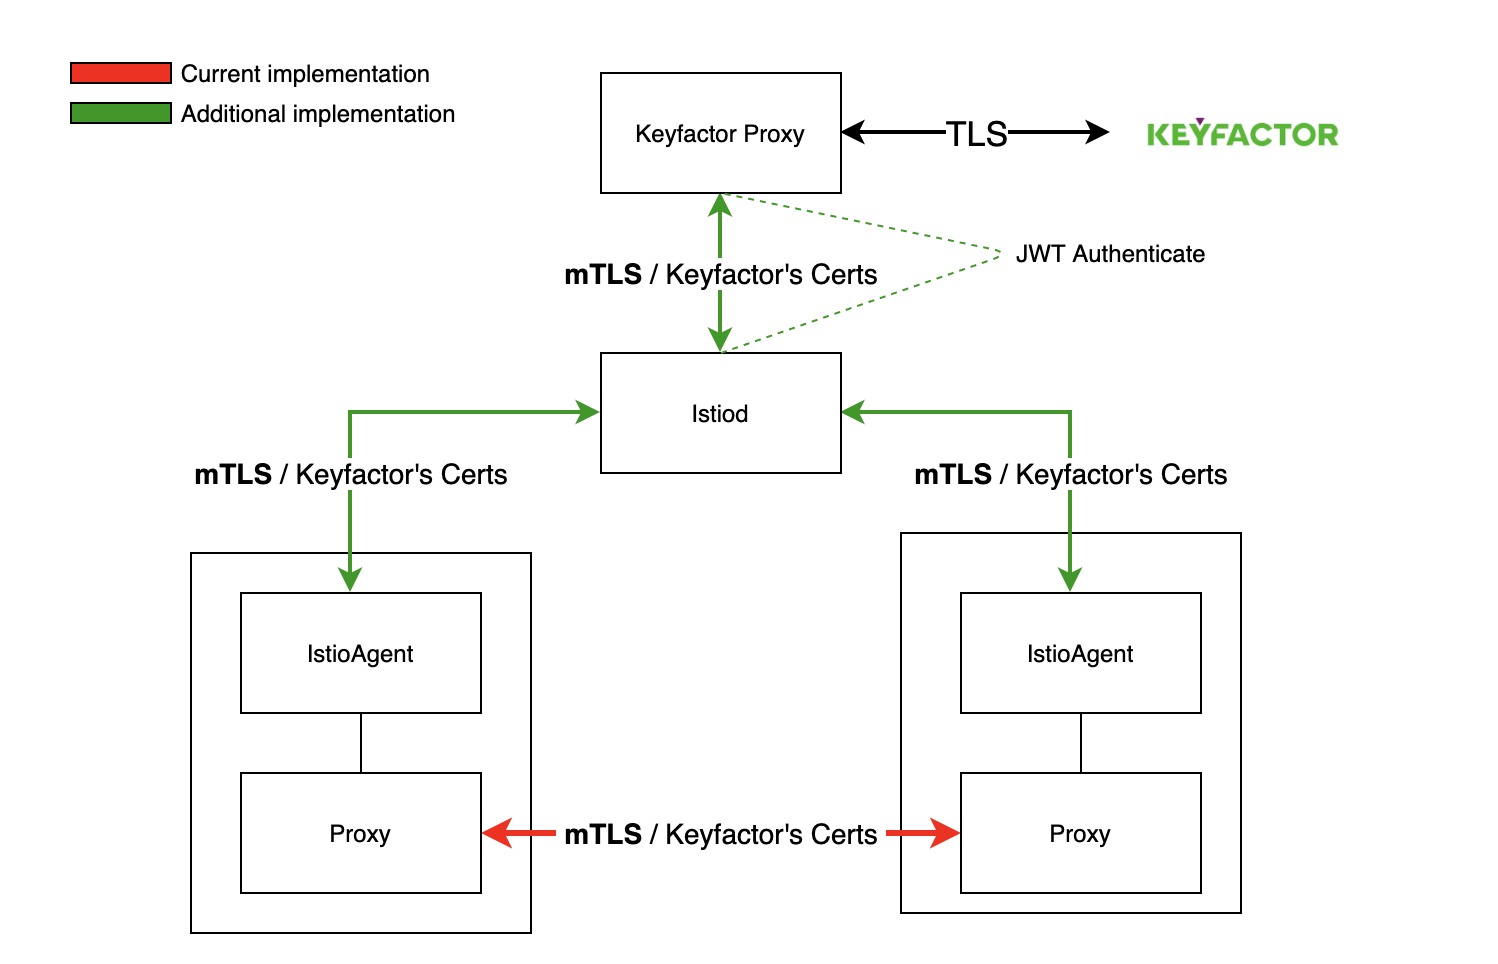 Current implementation
Additional implementation
Keyfactor Proxy
TLS
KEYFACTOR
JWT Authenticate
mTLS / Keyfactor's Certs
Istiod
mTLS / Keyfactor's Certs
mTLS / Keyfactor's Certs
IstioAgent
IstioAgent
Proxy
mTLS / Keyfactor's Certs
Proxy